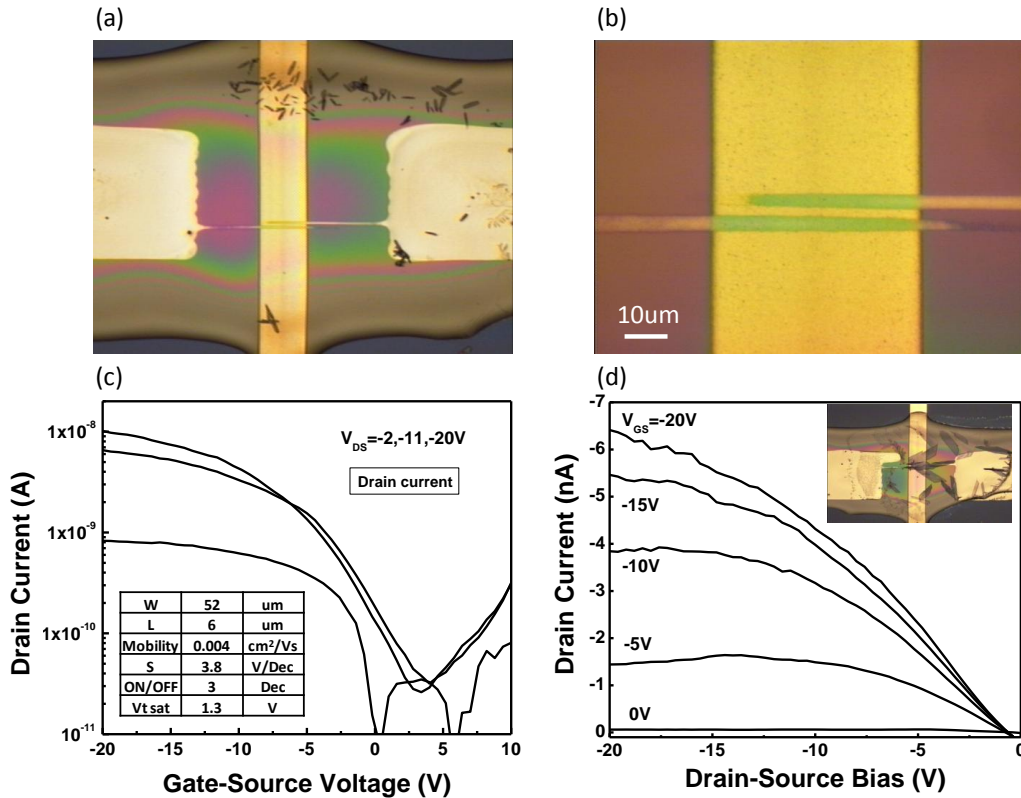 (a)
(b)
10um
(c)
(d)
1x10⁻⁸
1x10⁻⁹
1x10⁻¹⁰
10⁻¹¹
Drain Current (A)
V_DS=-2,-11,-20V
Drain current
W 52 um
L 6 um
Mobility 0.004 cm²/Vs
S 3.8 V/Dec
ON/OFF 3 Dec
Vt sat 1.3 V
-20 -15 -10 -5 0 5 10
Gate-Source Voltage (V)
-7
-6
-5
-4
-3
-2
-1
0
Drain Current (nA)
V_GS=-20V
-15V
-10V
-5V
0V
-20 -15 -10 -5 0
Drain-Source Bias (V)